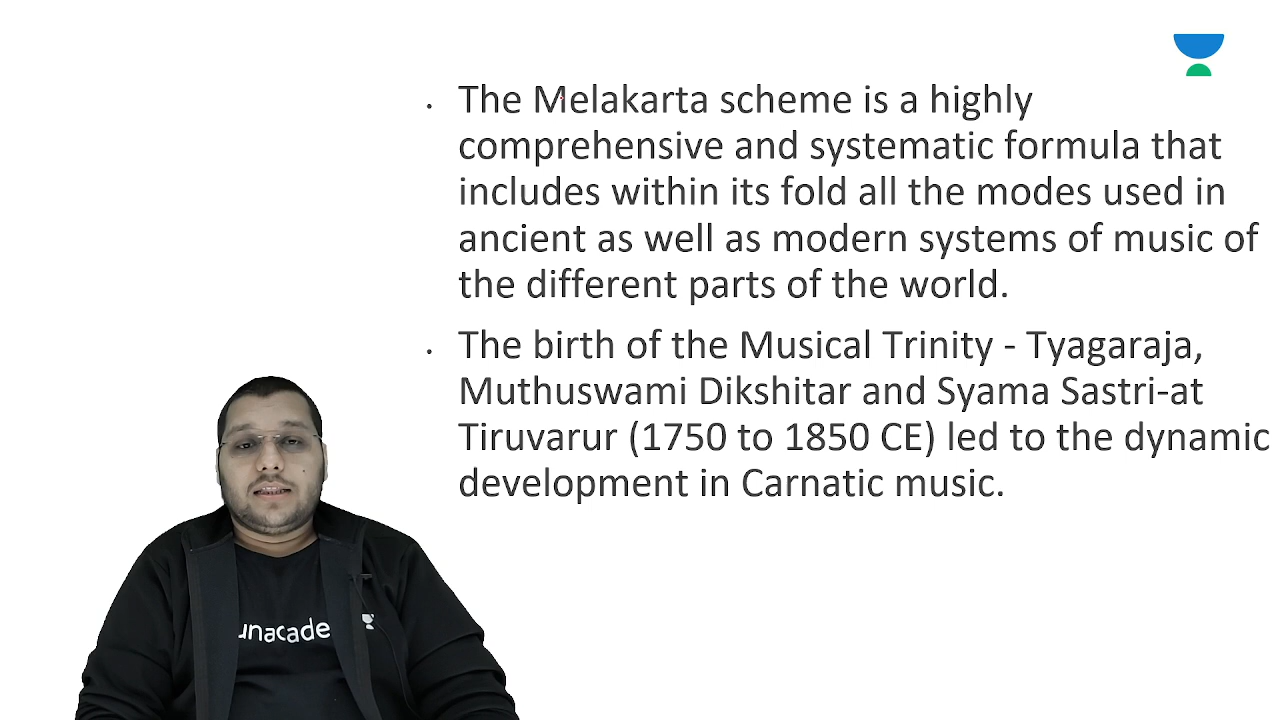 • The Melakarta scheme is a highly
comprehensive and systematic formula that
includes within its fold all the modes used in
ancient as well as modern systems of music of
the different parts of the world.
• The birth of the Musical Trinity - Tyagaraja,
Muthuswami Dikshitar and Syama Sastri-at
Tiruvarur (1750 to 1850 CE) led to the dynamic
development in Carnatic music.
unacade